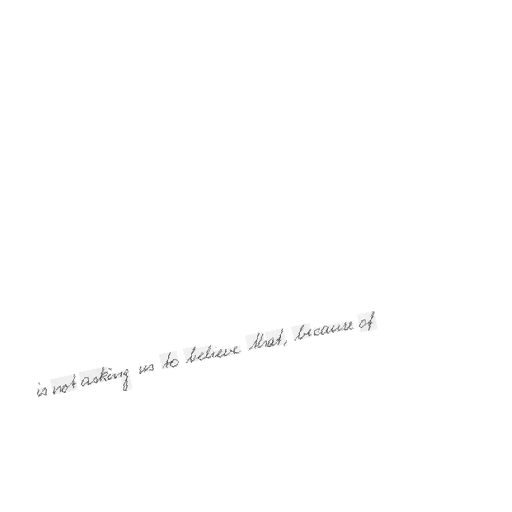 is not asking us to believe that, because of